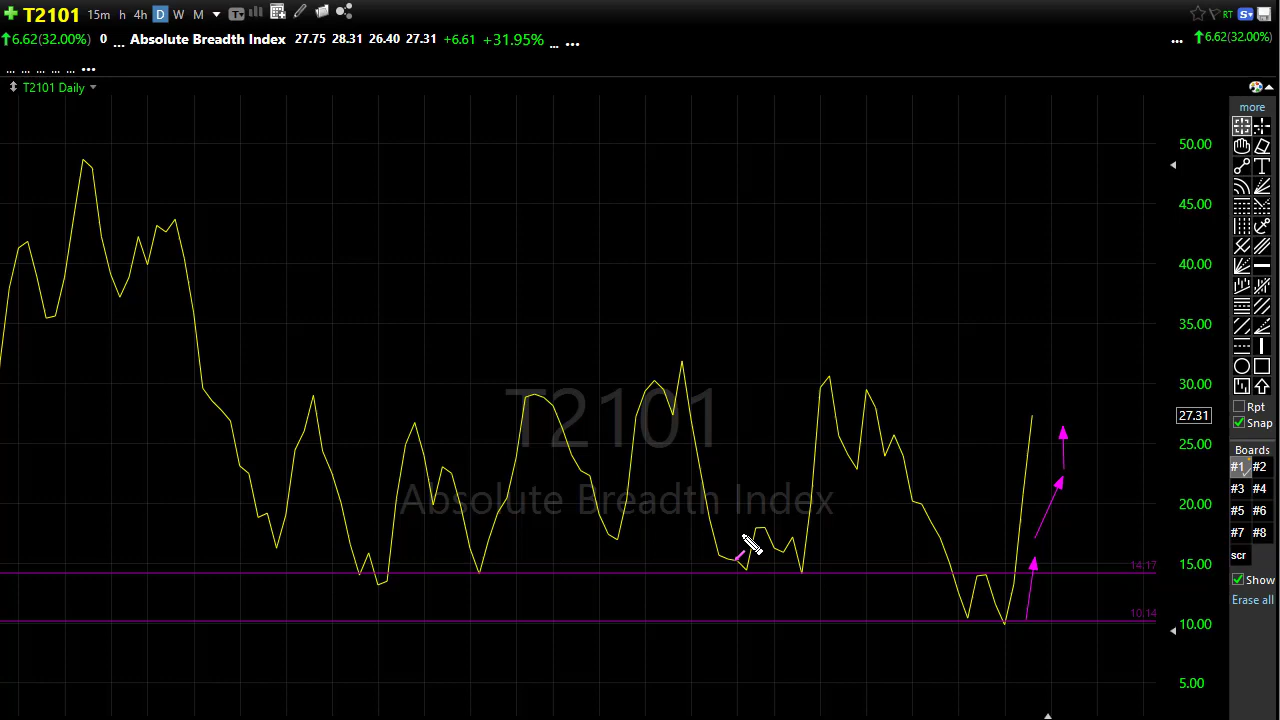 T2101 15m h 4h D W M T RT S
6.62(32.00%) 0 ... Absolute Breadth Index 27.75 28.31 26.40 27.31 +6.61 +31.95% ... ... ... 6.62(32.00%)
... ... ... ... ... ...
T2101 Daily
more
50.00
T
45.00
40.00
35.00
30.00
T2101
27.31
Rpt
Snap
25.00
Boards
#1 #2
#3 #4
Absolute Breadth Index
20.00
#5 #6
#7 #8
scr
14.17
15.00
Show
Erase all
10.14
10.00
5.00